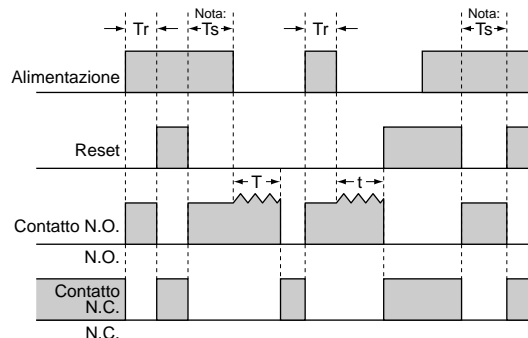 Nota:
Nota:
Tr
Ts
Tr
Ts
Alimentazione
Reset
T
t
Contatto N.O.
N.O.
Contatto
N.C.
N.C.